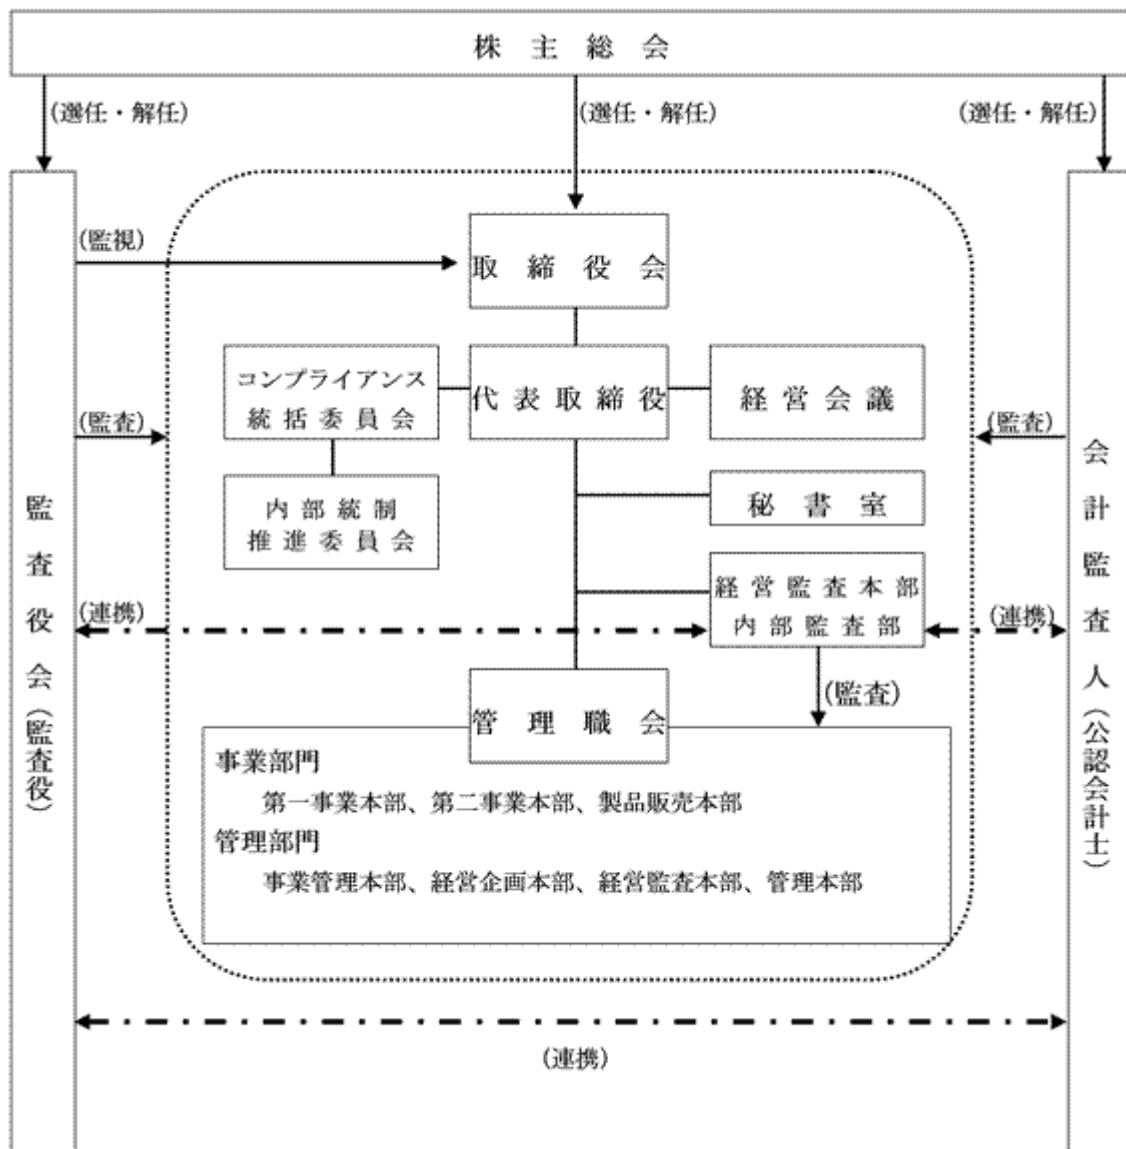 株主総会
(選任・解任)
(選任・解任)
(選任・解任)
(監視)
取締役会
コンプライアンス
統括委員会
代表取締役
経営会議
(監査)
(監査)
内部統制
推進委員会
秘書室
経営監査本部
内部監査部
(連携)
(連携)
監査役会(監査役)
会計監査人(公認会計士)
(監査)
管理職会
事業部門
第一事業本部、第二事業本部、製品販売本部
管理部門
事業管理本部、経営企画本部、経営監査本部、管理本部
(連携)